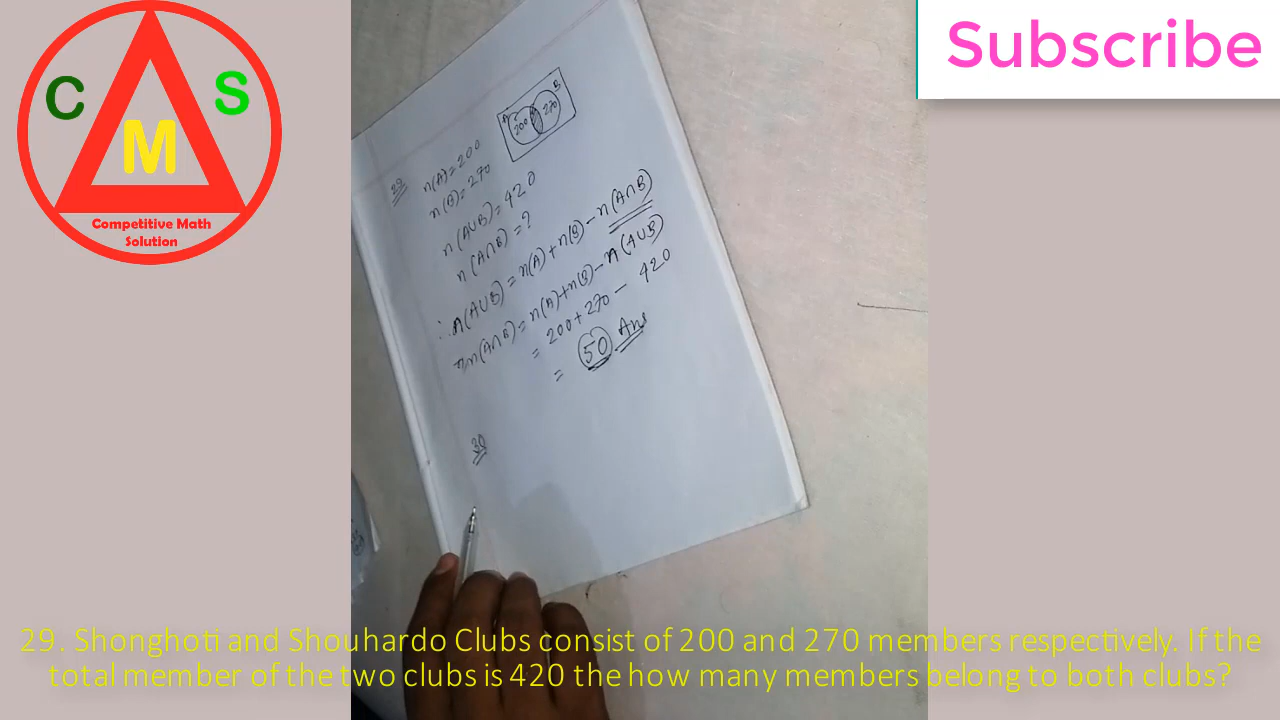 C
S
M
Competitive Math
Solution
Subscribe
29
n(A) = 200
n(B) = 270
n(A∪B) = 420
n(A∩B) = ?
∴ n(A∪B) = n(A) + n(B) − n(A∩B)
n(A∩B) = n(A) + n(B) − n(A∪B)
= 200 + 270 − 420
= 50 Ans
A
B
200
270
30
29. Shonghoti and Shouhardo Clubs consist of 200 and 270 members respectively. If the
total member of the two clubs is 420 the how many members belong to both clubs?